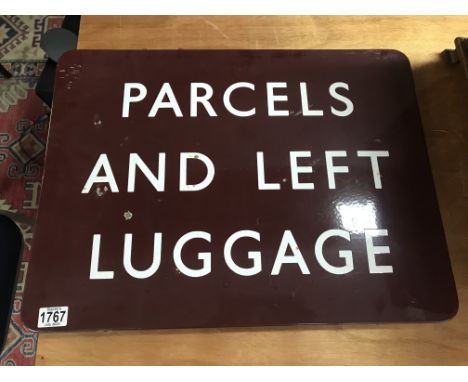 PARCELS
AND LEFT
LUGGAGE
1767